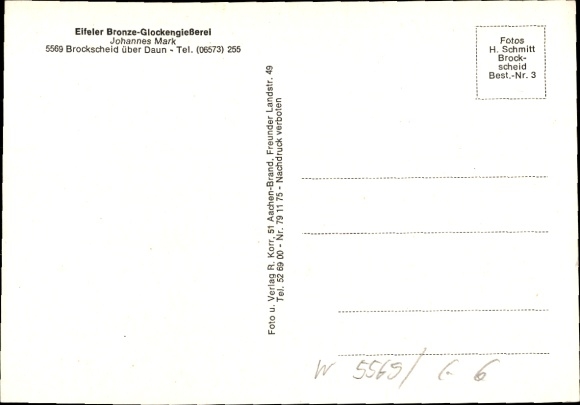 Eifeler Bronze-Glockengießerei
Johannes Mark
5569 Brockscheid über Daun - Tel. (06573) 255
Foto u. Verlag R. Korr, 51 Aachen-Brand, Freunder Landstr. 49
Tel. 52 69 00 - Nr. 79 11 75 - Nachdruck verboten
Fotos
H. Schmitt
Brock-
scheid
Best.-Nr. 3
W 5569/ 6